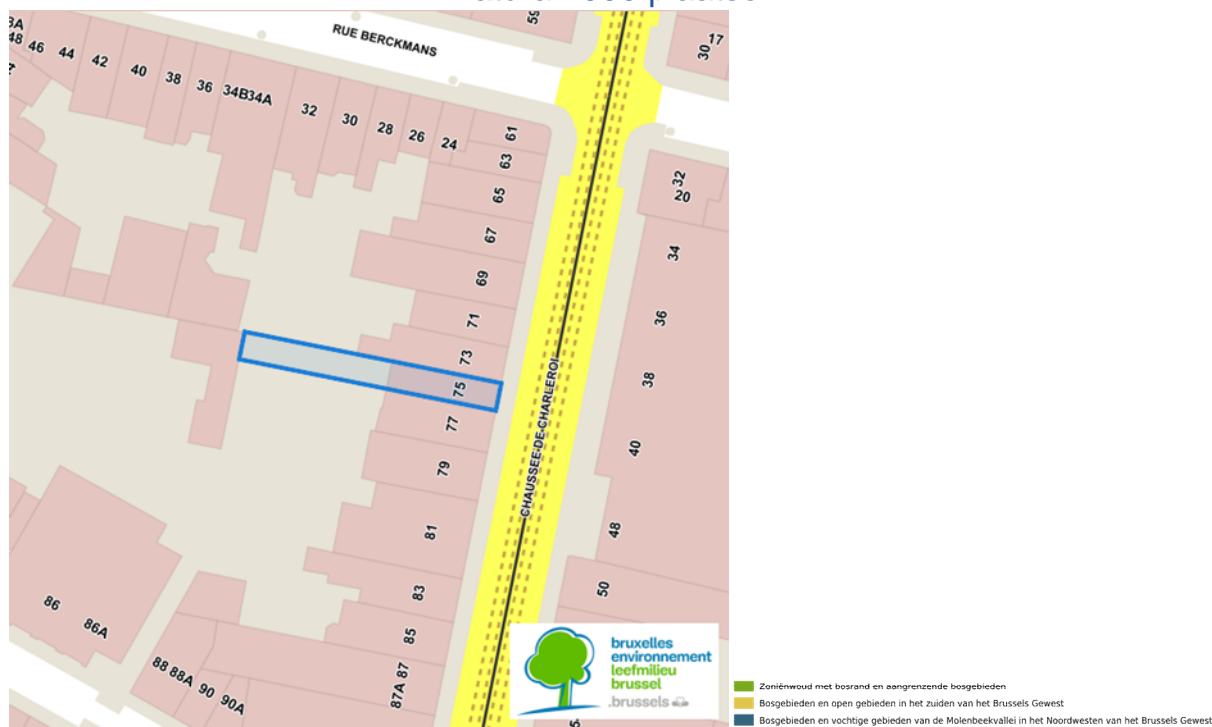 RUE BERCKMANS
59
17
30
48
46
44
42
40
38
36
34B34A
32
30
28
26
24
61
63
65
67
69
71
73
75
77
79
81
83
85
87
87A
32
20
34
36
38
40
48
50
CHAUSSEE-DE-CHARLEROI
86
86A
88 88A
90
90A
bruxelles
environnement
leefmilieu
brussel
.brussels
Zoniënwoud met bosrand en aangrenzende bosgebieden
Bosgebieden en open gebieden in het zuiden van het Brussels Gewest
Bosgebieden en vochtige gebieden van de Molenbeekvallei in het Noordwesten van het Brussels Gewest